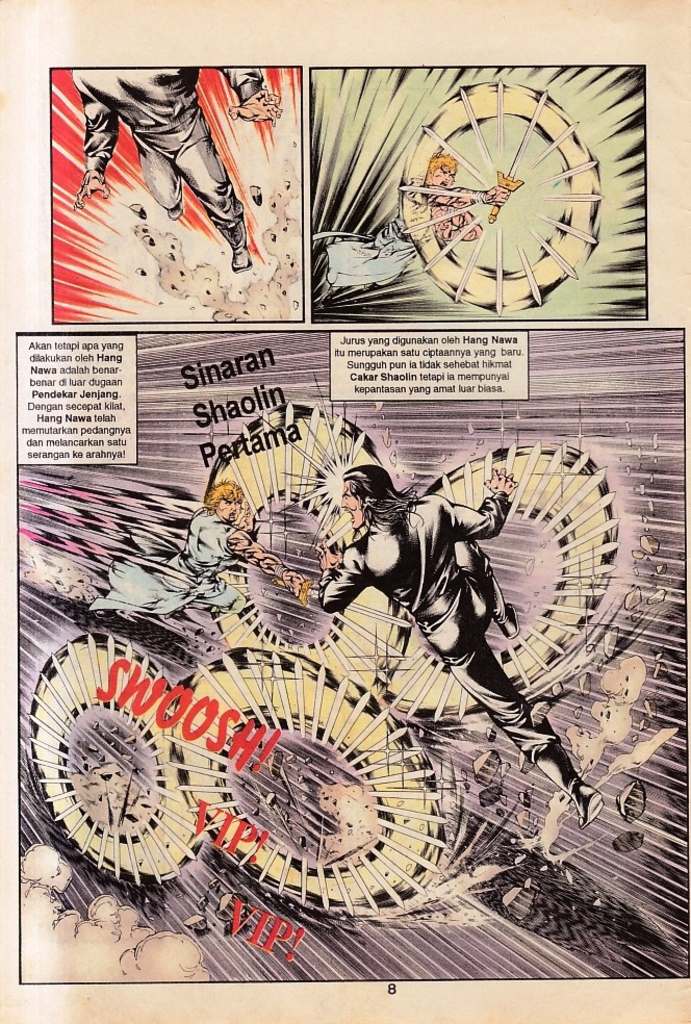 Akan tetapi apa yang
dilakukan oleh Hang
Nawa adalah benar-
benar di luar dugaan
Pendekar Jenjang.
Dengan secepat kilat,
Hang Nawa telah
memutarkan pedangnya
dan melancarkan satu
serangan ke arahnya!
Sinaran
Shaolin
Pertama
Jurus yang digunakan oleh Hang Nawa
itu merupakan satu ciptaannya yang baru.
Sungguh pun ia tidak sehebat hikmat
Cakar Shaolin tetapi ia mempunyai
kepantasan yang amat luar biasa.
SWOOSH!
VIP!
VIP!
8